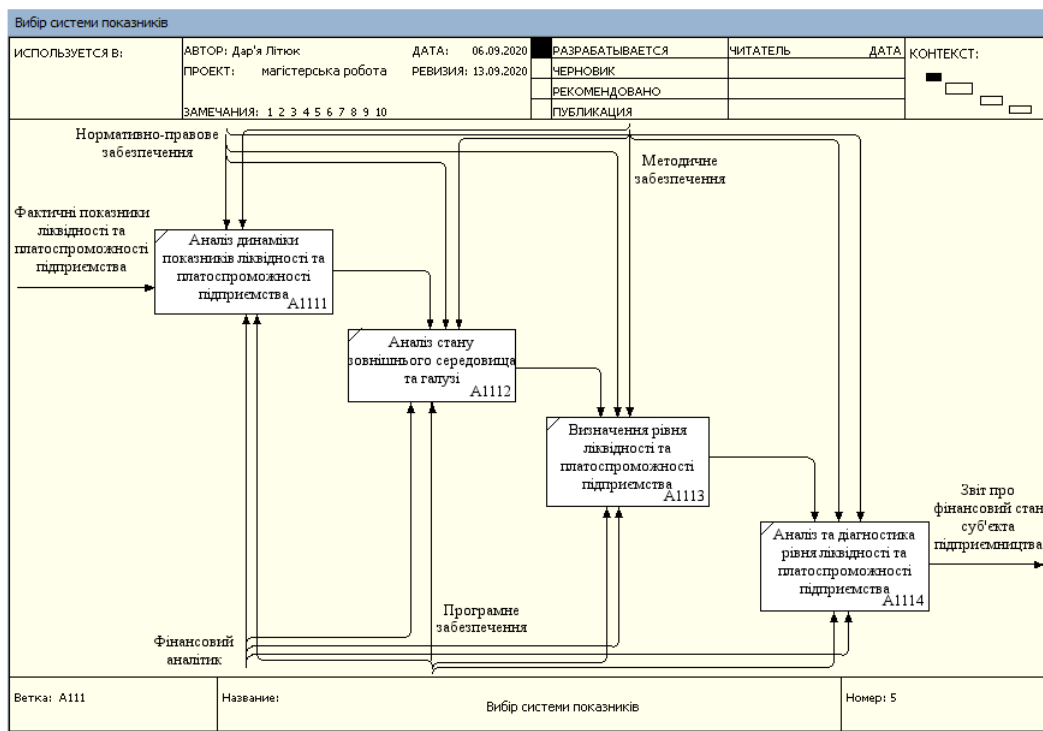 Вибір системи показників
ИСПОЛЬЗУЕТСЯ В:
АВТОР: Дар'я Літюк
ДАТА: 06.09.2020
ПРОЕКТ: магістерська робота
РЕВИЗИЯ: 13.09.2020
ЗАМЕЧАНИЯ: 1 2 3 4 5 6 7 8 9 10
РАЗРАБАТЫВАЕТСЯ
ЧЕРНОВИК
РЕКОМЕНДОВАНО
ПУБЛИКАЦИЯ
ЧИТАТЕЛЬ
ДАТА
КОНТЕКСТ:
Нормативно-правове
забезпечення
Методичне
забезпечення
Фактичні показники
ліквідності та
платоспроможності
підприємства
Аналіз динаміки
показників ліквідності та
платоспроможності
підприємства
A1111
Аналіз стану
зовнішнього середовища
та галузі
A1112
Визначення рівня
ліквідності та
платоспроможності
підприємства
A1113
Аналіз та діагностика
рівня ліквідності та
платоспроможності
підприємства
A1114
Звіт про
фінансовий стан
суб'єкта
підприємництва
Програмне
забезпечення
Фінансовий
аналітик
Ветка: A111
Название:
Вибір системи показників
Номер: 5